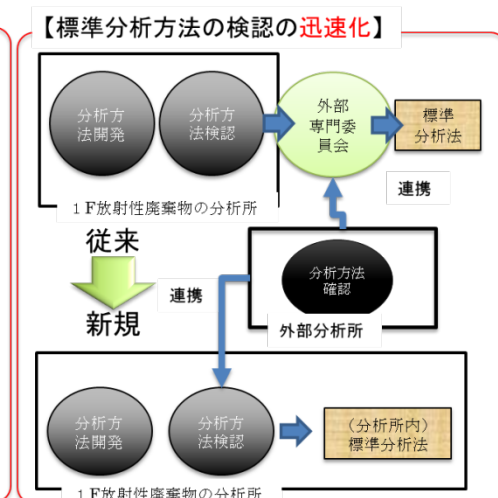 【標準分析方法の検認の迅速化】
分析方
法開発
分析方
法検認
外部
専門委
員会
標準
分析法
1F放射性廃棄物の分析所
連携
従来
新規
連携
分析方法
確認
外部分析所
分析方
法開発
分析方
法検認
(分析所内)
標準分析法
1F放射性廃棄物の分析所